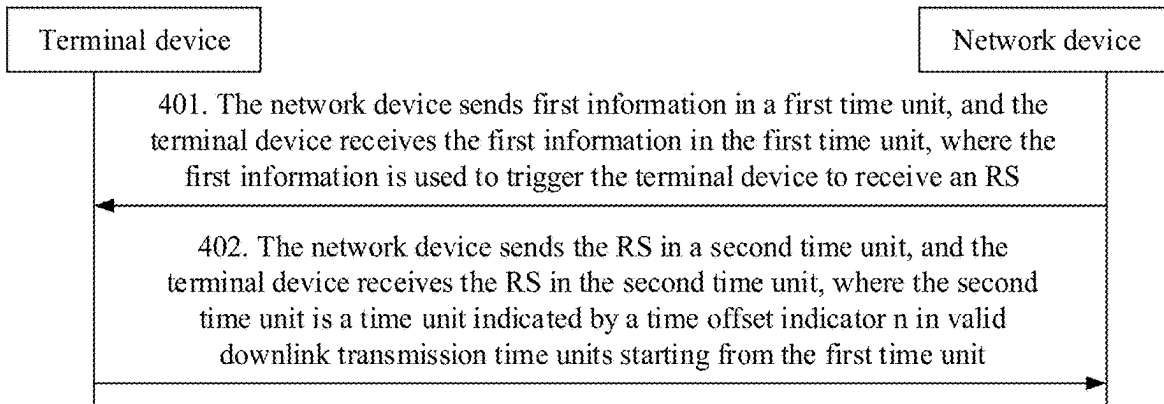 Terminal device
Network device
401. The network device sends first information in a first time unit, and the
terminal device receives the first information in the first time unit, where the
first information is used to trigger the terminal device to receive an RS
402. The network device sends the RS in a second time unit, and the
terminal device receives the RS in the second time unit, where the second
time unit is a time unit indicated by a time offset indicator n in valid
downlink transmission time units starting from the first time unit